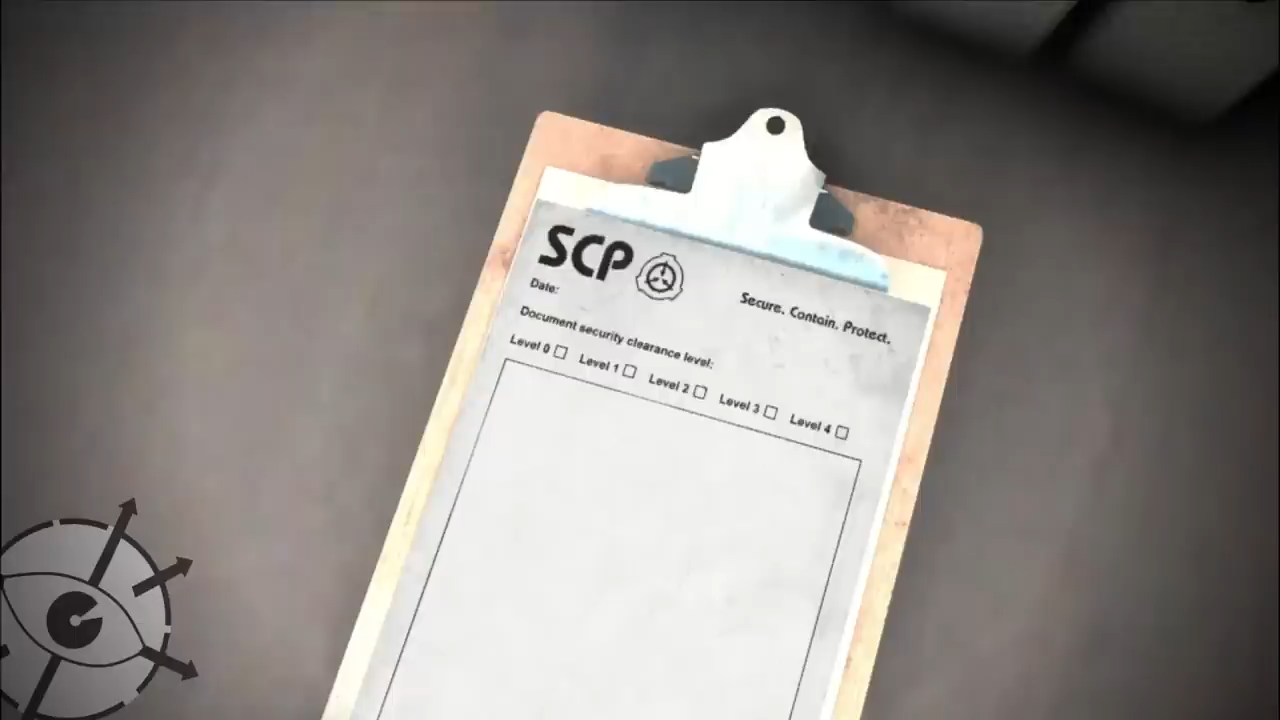 SCP
Secure. Contain. Protect.
Date:
Document security clearance level:
Level 0 Level 1 Level 2 Level 3 Level 4